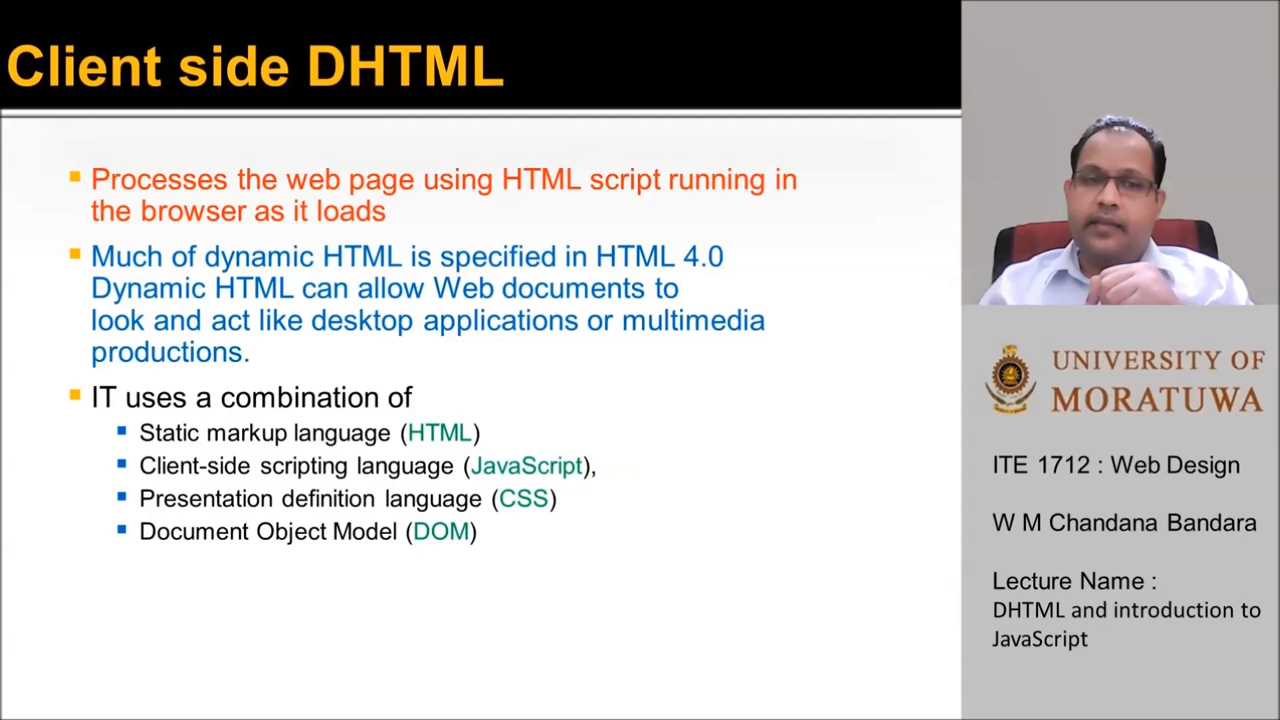 Client side DHTML
Processes the web page using HTML script running in
the browser as it loads
Much of dynamic HTML is specified in HTML 4.0
Dynamic HTML can allow Web documents to
look and act like desktop applications or multimedia
productions.
IT uses a combination of
Static markup language (HTML)
Client-side scripting language (JavaScript),
Presentation definition language (CSS)
Document Object Model (DOM)
UNIVERSITY OF
MORATUWA
ITE 1712 : Web Design
W M Chandana Bandara
Lecture Name :
DHTML and introduction to
JavaScript